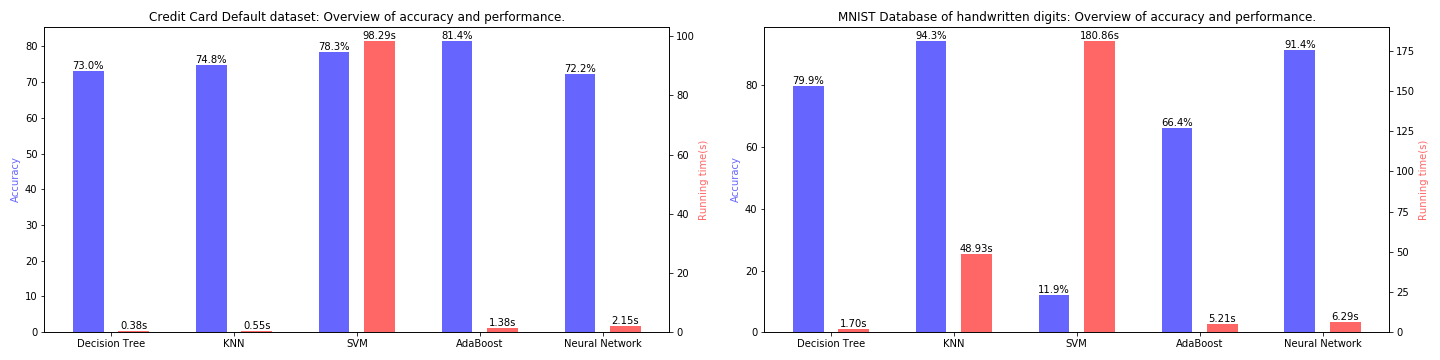 Credit Card Default dataset: Overview of accuracy and performance.
80
70
60
50
40
30
20
10
0
Accuracy
73.0%
0.38s
74.8%
0.55s
78.3%
98.29s
81.4%
1.38s
72.2%
2.15s
100
80
60
40
20
0
Running time(s)
Decision Tree
KNN
SVM
AdaBoost
Neural Network
MNIST Database of handwritten digits: Overview of accuracy and performance.
80
60
40
20
0
Accuracy
79.9%
1.70s
94.3%
48.93s
11.9%
180.86s
66.4%
5.21s
91.4%
6.29s
175
150
125
100
75
50
25
0
Running time(s)
Decision Tree
KNN
SVM
AdaBoost
Neural Network